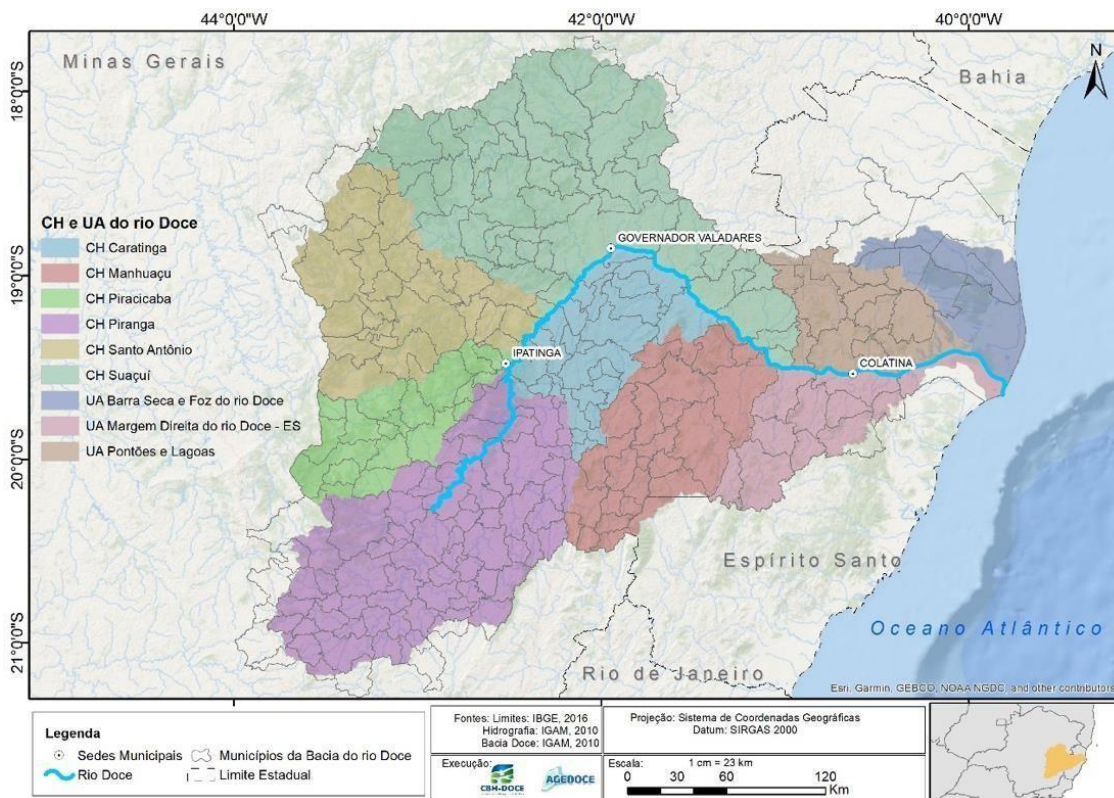 44°0'0"W 42°0'0"W 40°0'0"W
Minas Gerais
Bahia
N
18°0'0"S
19°0'0"S
20°0'0"S
21°0'0"S
CH e UA do rio Doce
CH Caratinga
CH Manhuaçu
CH Piracicaba
CH Piranga
CH Santo Antônio
CH Suaçuí
UA Barra Seca e Foz do rio Doce
UA Margem Direita do rio Doce - ES
UA Pontões e Lagoas
GOVERNADOR VALADARES
IPATINGA
COLATINA
Espírito Santo
Oceano Atlântico
Rio de Janeiro
Esri, Garmin, GEBCO, NOAA NGDC, and other contributors
Legenda
Sedes Municipais
Municípios da Bacia do rio Doce
Rio Doce
Limite Estadual
Fontes: Limites: IBGE, 2016
Hidrografia: IGAM, 2010
Bacia Doce: IGAM, 2010
Execução:
CBH-DOCE
AGEDOCE
Projeção: Sistema de Coordenadas Geográficas
Datum: SIRGAS 2000
Escala: 1 cm = 23 km
0 30 60 120
Km